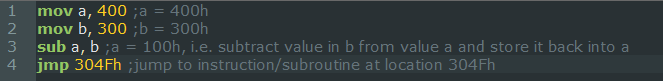 1 mov a, 400 ;a = 400h
2 mov b, 300 ;b = 300h
3 sub a, b ;a = 100h, i.e. subtract value in b from value a and store it back into a
4 jmp 304Fh ;jump to instruction/subroutine at location 304Fh